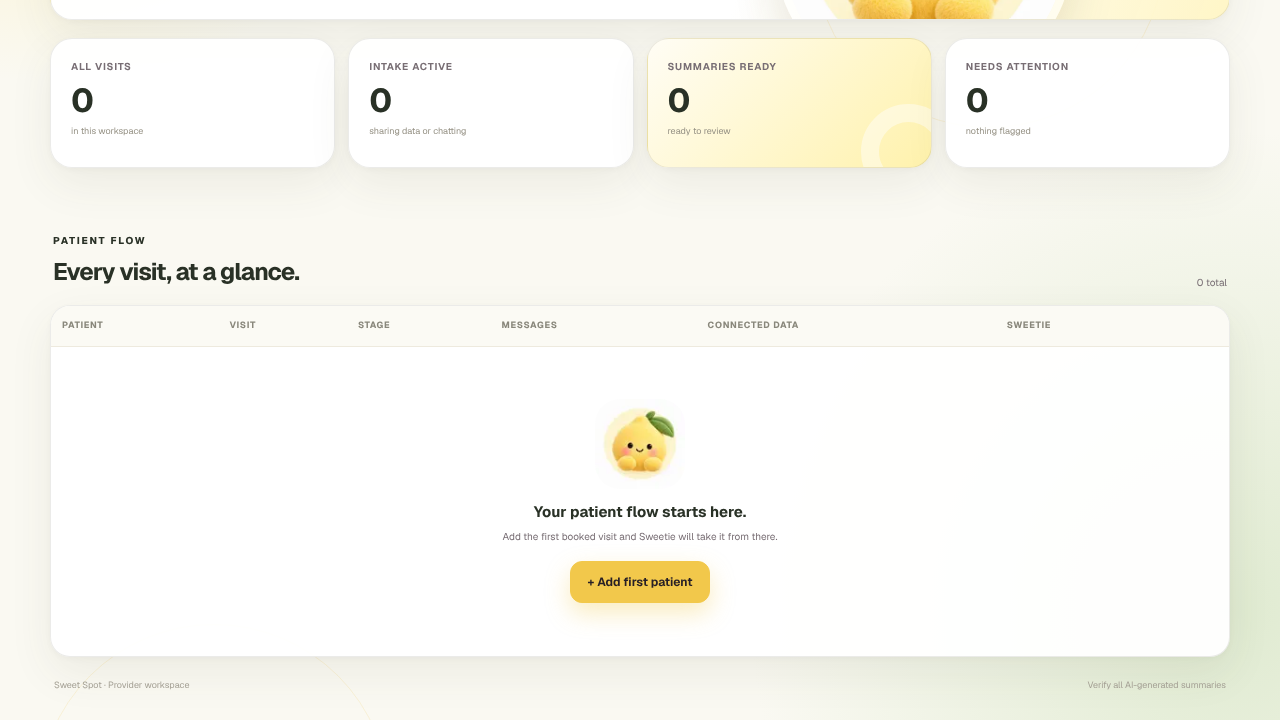 ALL VISITS
0
in this workspace
INTAKE ACTIVE
0
sharing data or chatting
SUMMARIES READY
0
ready to review
NEEDS ATTENTION
0
nothing flagged
PATIENT FLOW
Every visit, at a glance.
0 total
PATIENT VISIT STAGE MESSAGES CONNECTED DATA SWEETIE
Your patient flow starts here.
Add the first booked visit and Sweetie will take it from there.
+ Add first patient
Sweet Spot · Provider workspace
Verify all AI-generated summaries